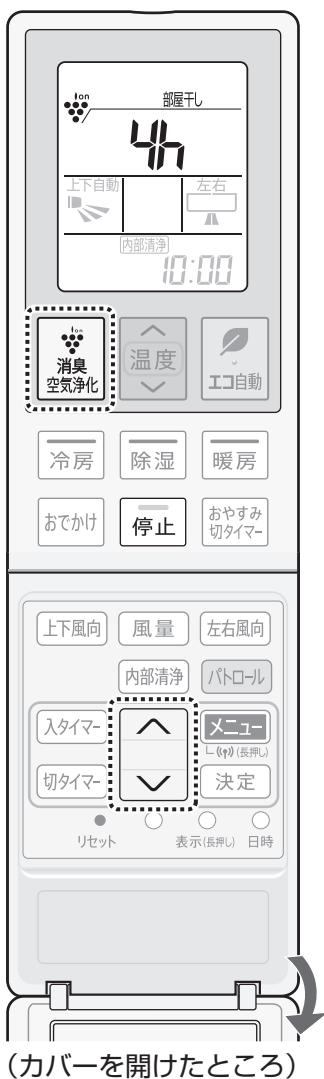 ion
部屋干し
4h
上下自動
左右
内部清浄
10:00
ion
消臭
空気浄化
温度
エコ自動
冷房
除湿
暖房
おでかけ
停止
おやすみ
切タイマー
上下風向
風量
左右風向
内部清浄
パトロール
入タイマー
メニュー
(長押し)
切タイマー
決定
リセット
表示(長押し)
日時
(カバーを開けたところ)